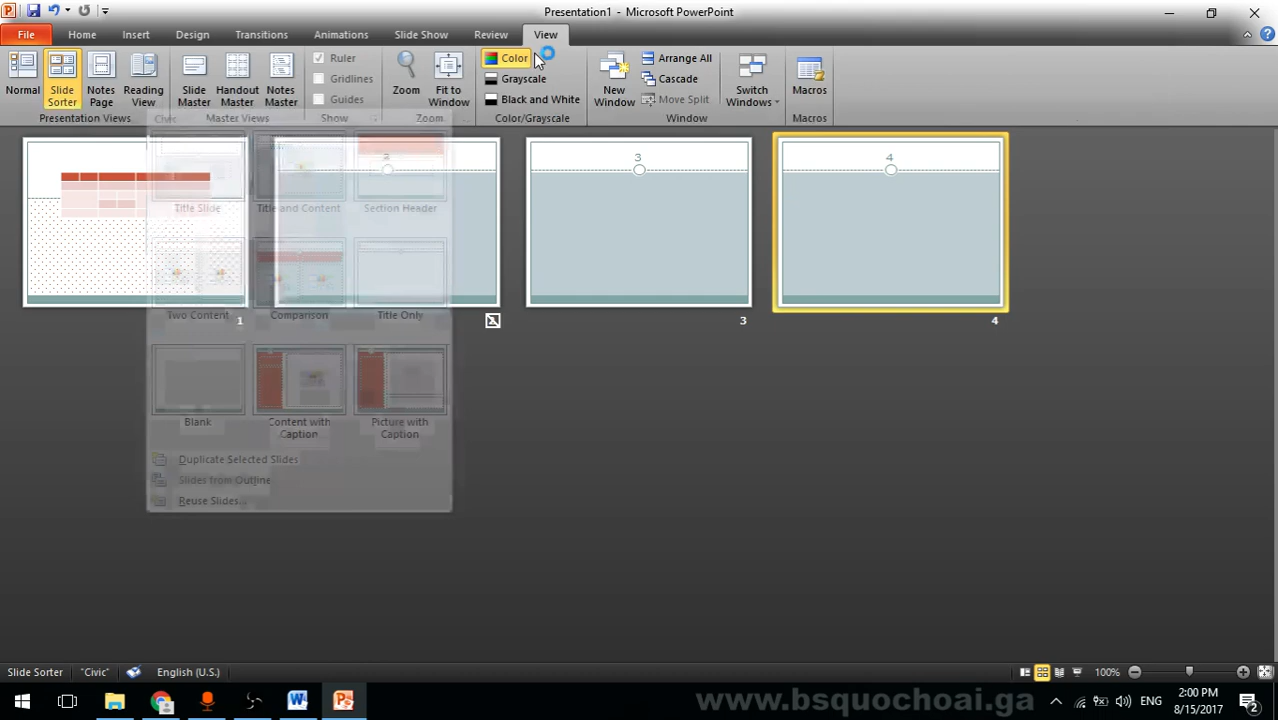 Presentation1 - Microsoft PowerPoint
File Home Insert Design Transitions Animations Slide Show Review View
Normal
Slide Sorter
Notes Page
Reading View
Presentation Views
Civic
Slide Master
Handout Master
Notes Master
Master Views
Ruler
Gridlines
Guides
Show
Zoom
Fit to Window
Zoom
Color
Grayscale
Black and White
Color/Grayscale
New Window
Arrange All
Cascade
Move Split
Window
Switch Windows
Macros
Macros
2
3
4
Title Slide
Title and Content
Section Header
Two Content
Comparison
Title Only
1
2
3
4
Blank
Content with Caption
Picture with Caption
Duplicate Selected Slides
Slides from Outline
Reuse Slides...
Slide Sorter
"Civic"
English (U.S.)
100%
www.bsquochoai.ga
ENG
2:00 PM
8/15/2017
2